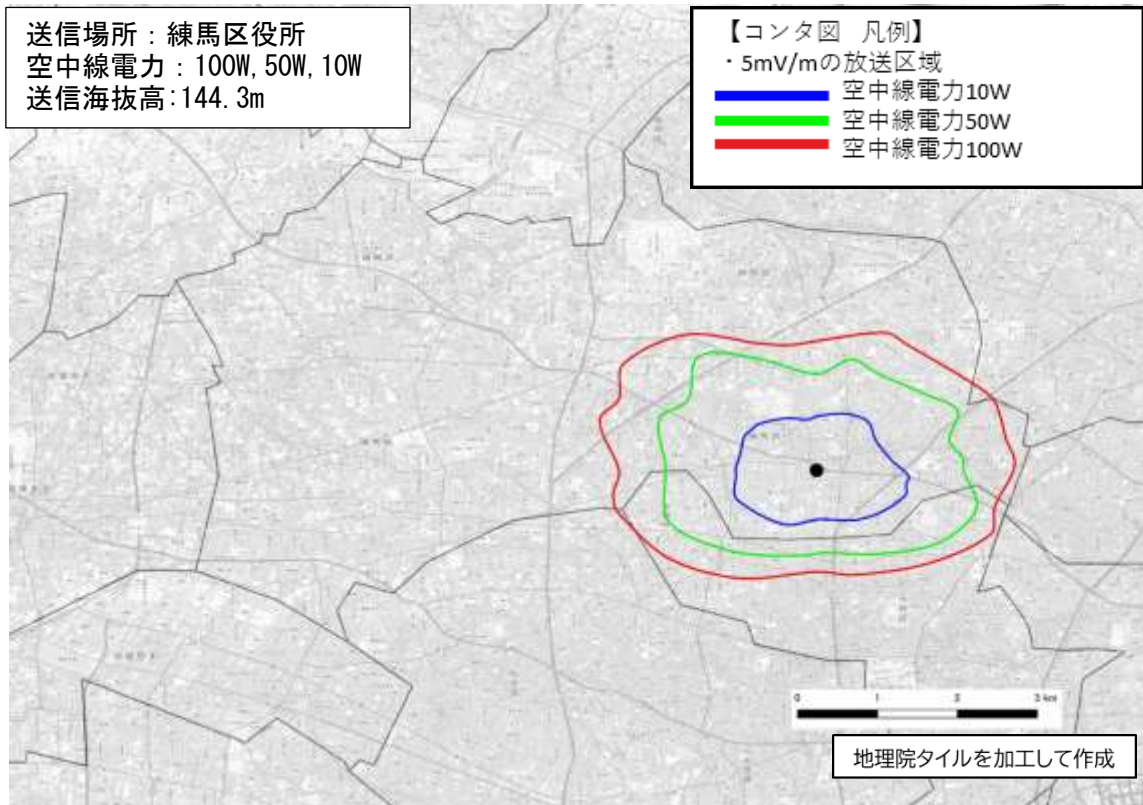 送信場所：練馬区役所
空中線電力：100W,50W,10W
送信海抜高:144.3m
【コンタ図　凡例】
・5mV/mの放送区域
空中線電力10W
空中線電力50W
空中線電力100W
0 1 2 3 km
地理院タイルを加工して作成